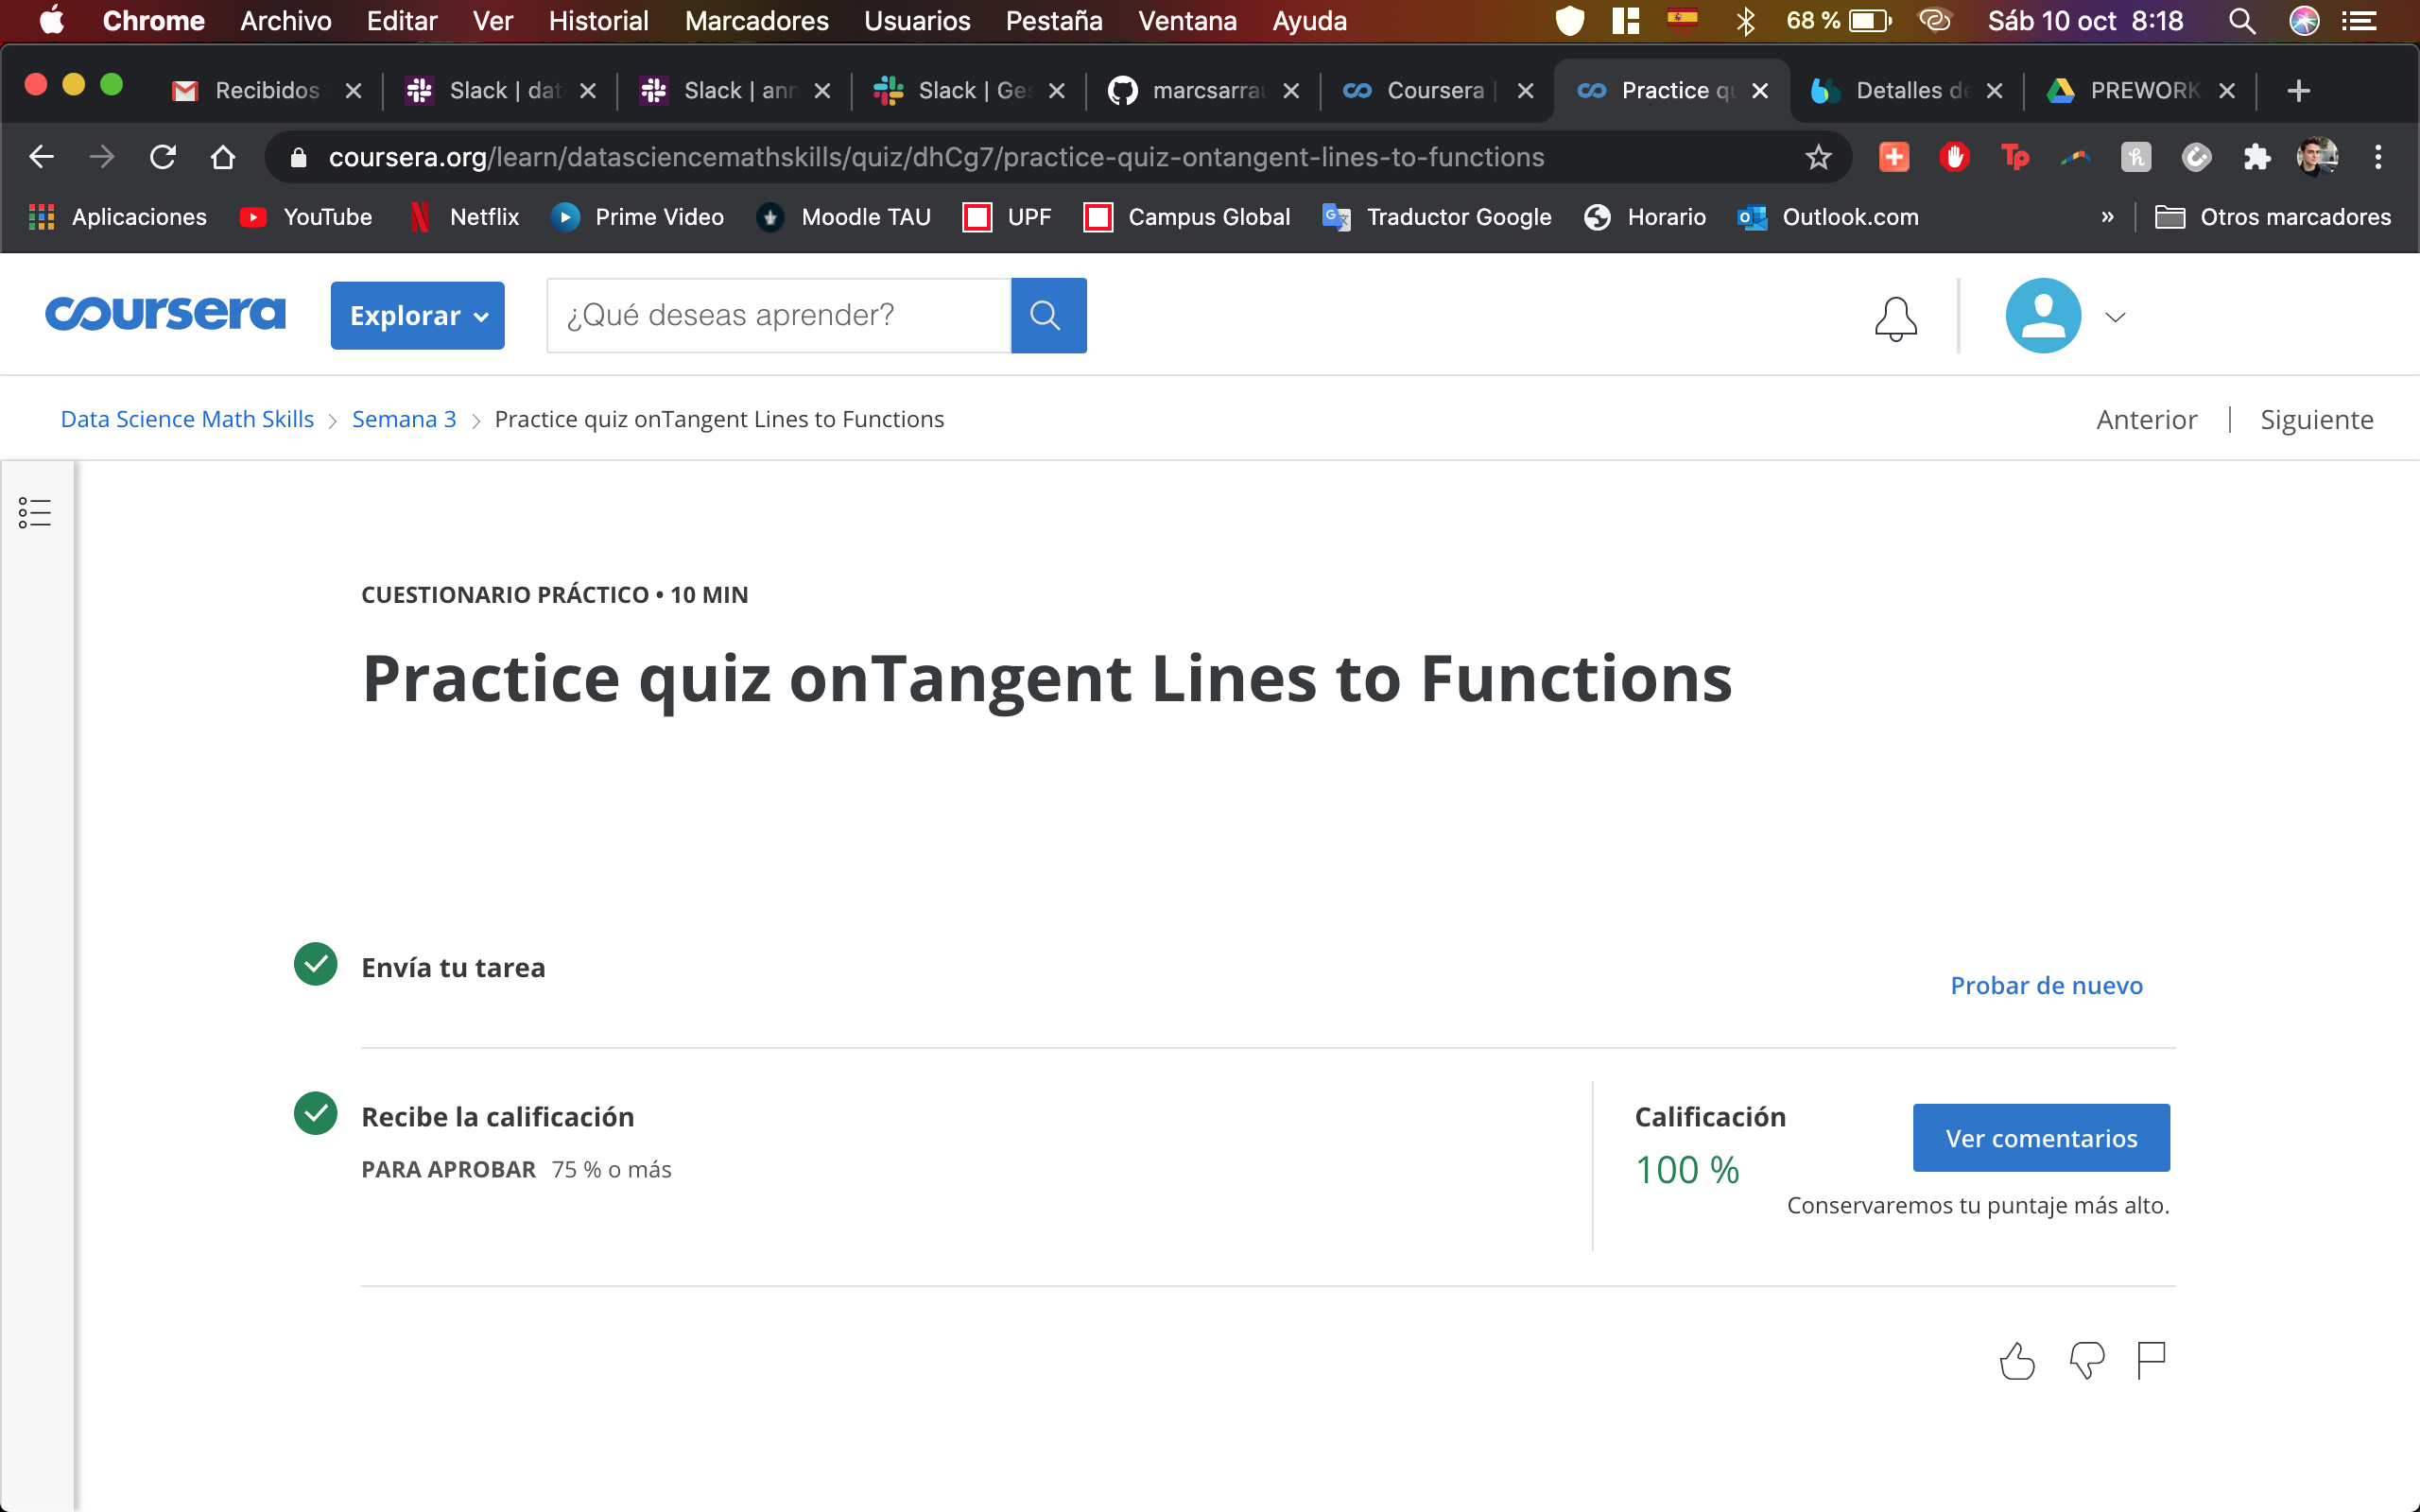 Chrome Archivo Editar Ver Historial Marcadores Usuarios Pestaña Ventana Ayuda 68 % Sáb 10 oct 8:18
Recibidos Slack | dat Slack | ann Slack | Ges marcsarrau Coursera | Practice qu Detalles de PREWORK
coursera.org/learn/datasciencemathskills/quiz/dhCg7/practice-quiz-ontangent-lines-to-functions
Aplicaciones YouTube Netflix Prime Video Moodle TAU UPF Campus Global Traductor Google Horario Outlook.com » Otros marcadores
coursera Explorar ¿Qué deseas aprender?
Data Science Math Skills > Semana 3 > Practice quiz onTangent Lines to Functions Anterior | Siguiente
CUESTIONARIO PRÁCTICO • 10 MIN
Practice quiz onTangent Lines to Functions
Envía tu tarea
Probar de nuevo
Recibe la calificación
PARA APROBAR 75 % o más
Calificación
100 %
Ver comentarios
Conservaremos tu puntaje más alto.